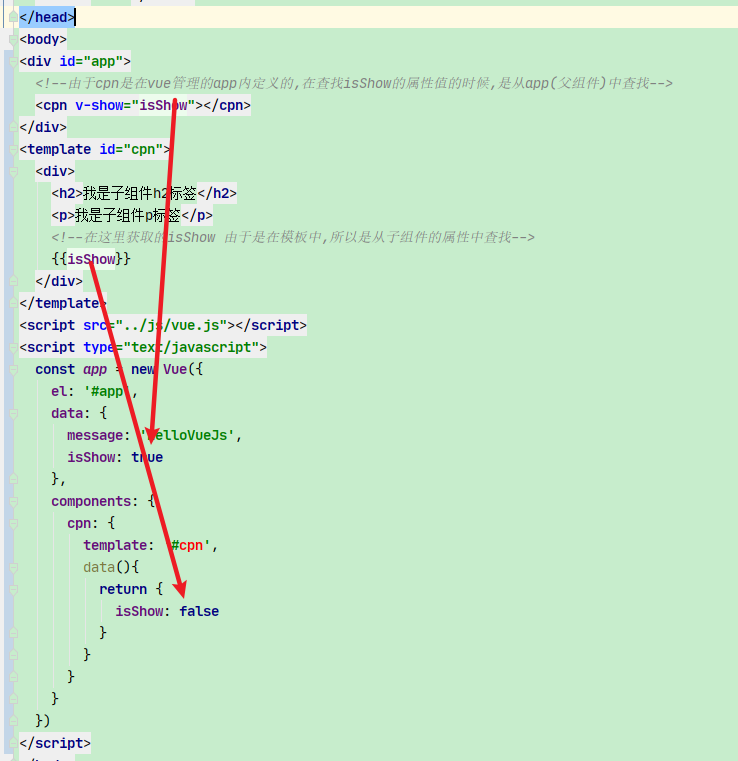 </head>
<body>
<div id="app">
<!--由于cpn是在vue管理的app内定义的,在查找isShow的属性值的时候,是从app(父组件)中查找-->
<cpn v-show="isShow"></cpn>
</div>
<template id="cpn">
<div>
<h2>我是子组件h2标签</h2>
<p>我是子组件p标签</p>
<!--在这里获取的isShow 由于是在模板中,所以是从子组件的属性中查找-->
{{isShow}}
</div>
</template>
<script src="../js/vue.js"></script>
<script type="text/javascript">
const app = new Vue({
el: '#app',
data: {
message: 'helloVueJs',
isShow: true
},
components: {
cpn: {
template: '#cpn',
data(){
return {
isShow: false
}
}
}
}
})
</script>